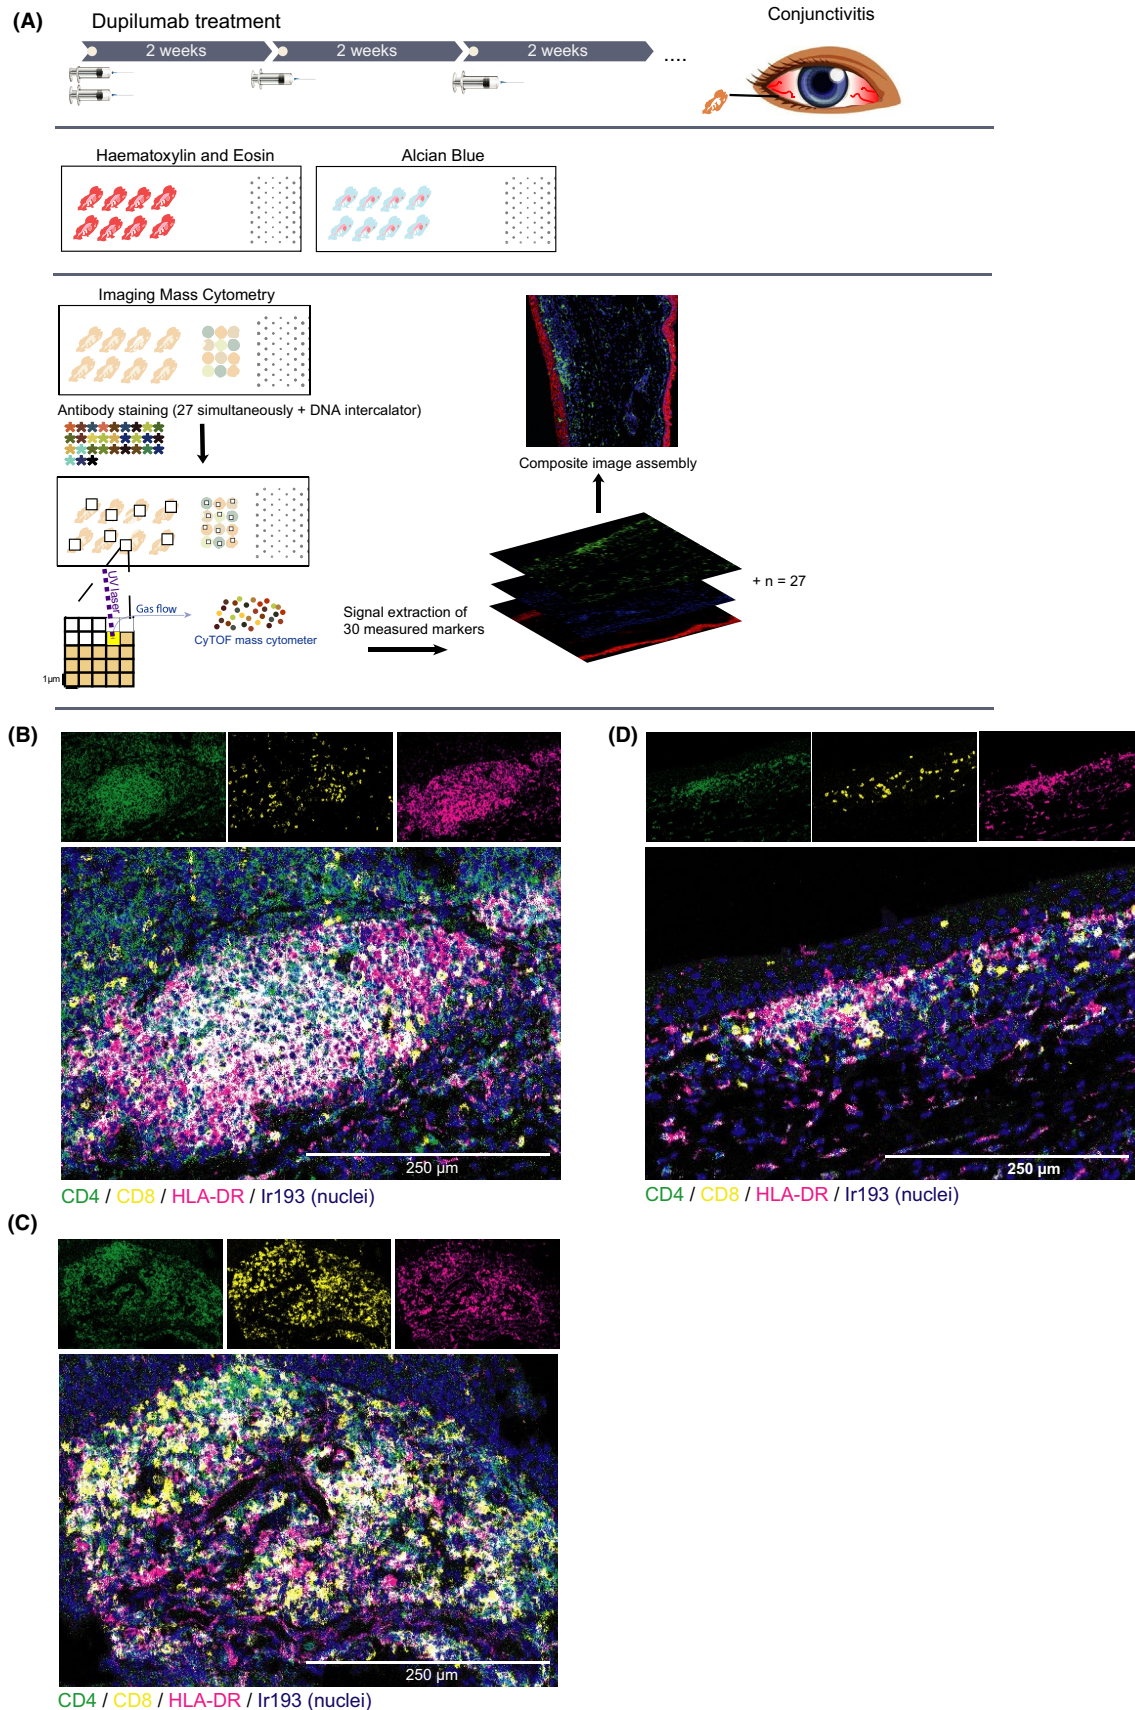 (A)
Dupilumab treatment
Conjunctivitis
2 weeks
2 weeks
2 weeks
....
Haematoxylin and Eosin
Alcian Blue
Imaging Mass Cytometry
Antibody staining (27 simultaneously + DNA intercalator)
Composite image assembly
UV laser
Gas flow
CyTOF mass cytometer
1µm
Signal extraction of
30 measured markers
+ n = 27
(B)
250 µm
CD4 / CD8 / HLA-DR / Ir193 (nuclei)
(D)
250 µm
CD4 / CD8 / HLA-DR / Ir193 (nuclei)
(C)
250 µm
CD4 / CD8 / HLA-DR / Ir193 (nuclei)